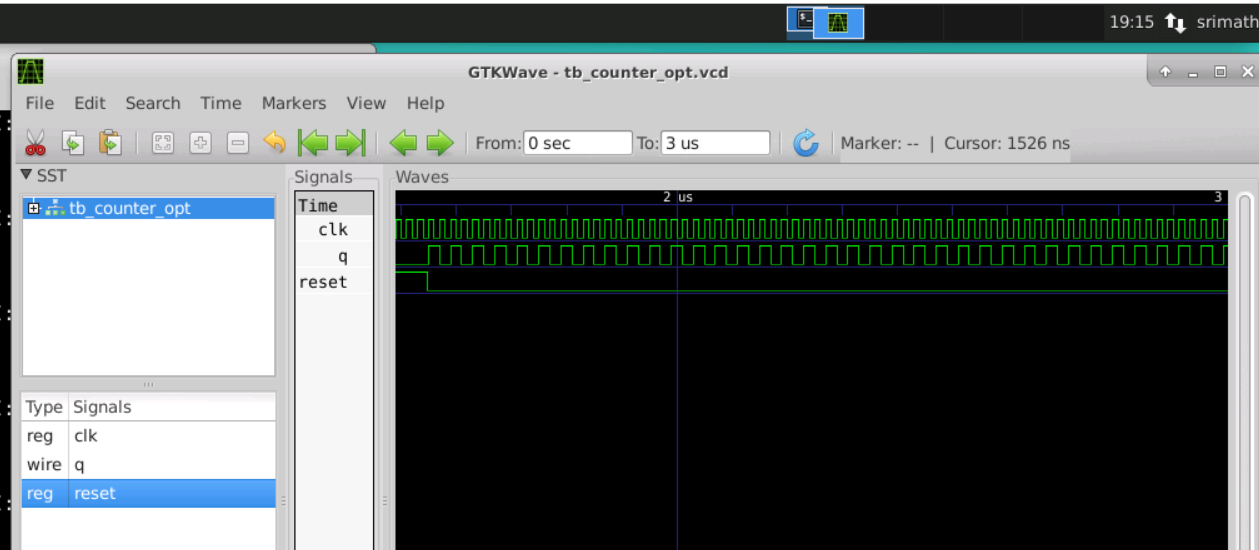 19:15 srimath
GTKWave - tb_counter_opt.vcd
File Edit Search Time Markers View Help
From: 0 sec To: 3 us Marker: -- | Cursor: 1526 ns
SST
Signals
Waves
tb_counter_opt
Time
2 us
3
clk
q
reset
Type Signals
reg clk
wire q
reg reset